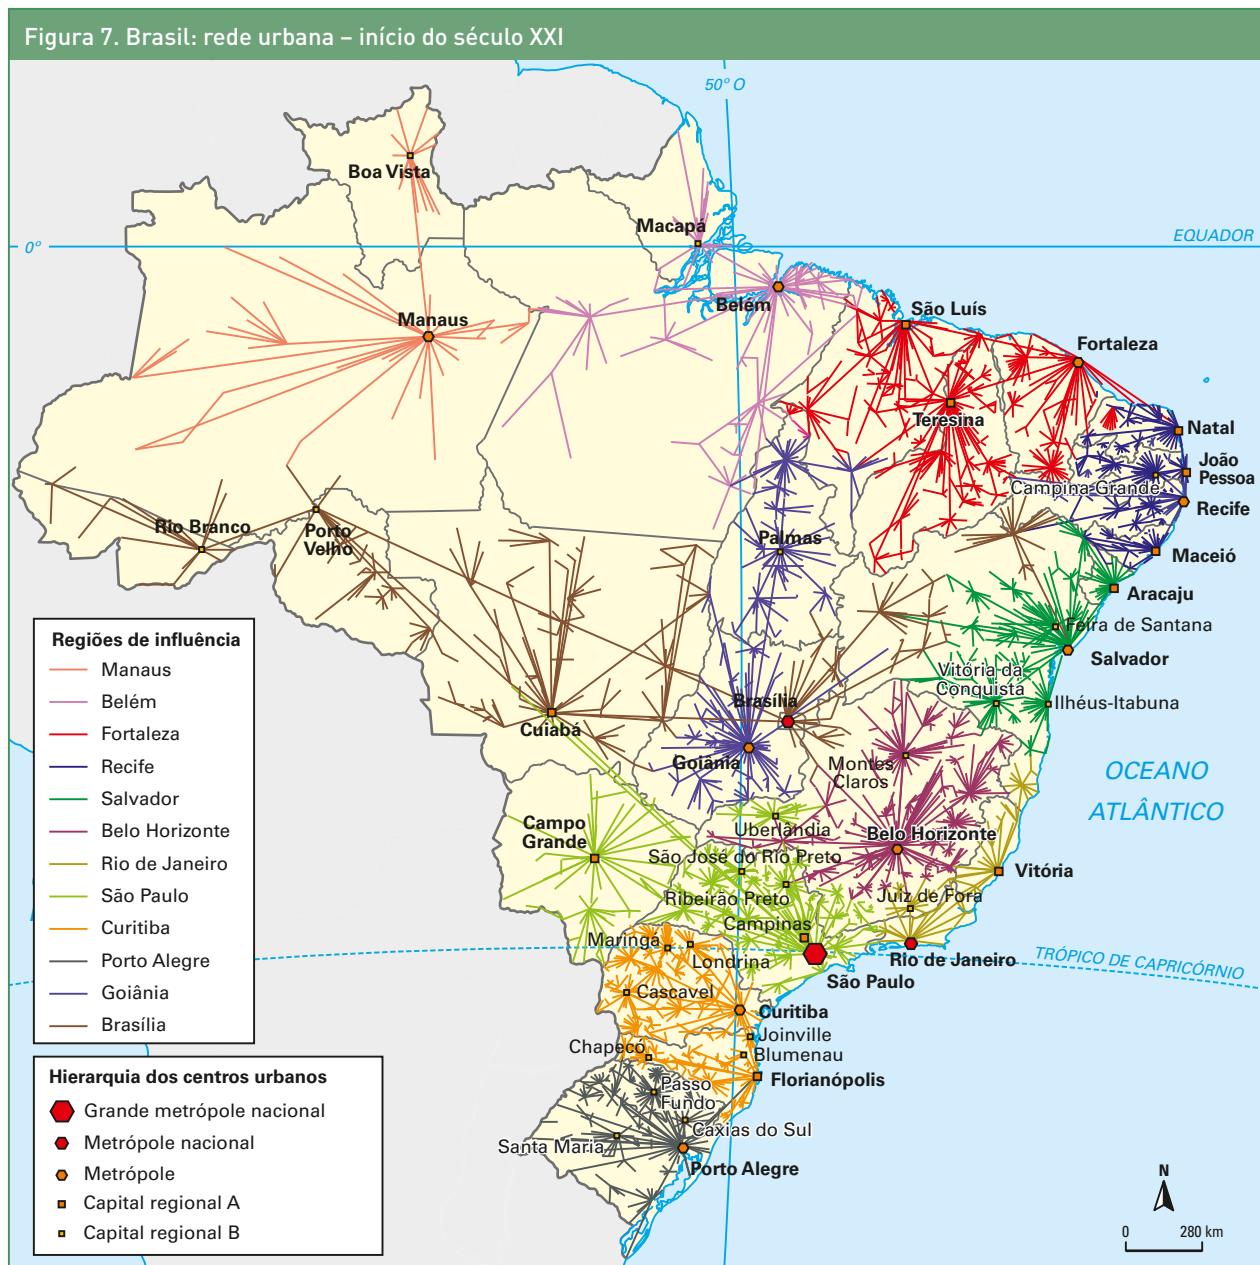 Figura 7. Brasil: rede urbana – início do século XXI
50° O
Boa Vista
Macapá
0°
EQUADOR
Belém
São Luís
Manaus
Fortaleza
Teresina
Natal
João
Pessoa
Campina Grande
Recife
Rio Branco
Porto
Velho
Palmas
Maceió
Aracaju
Feira de Santana
Salvador
Vitória da
Conquista
Ilhéus-Itabuna
Brasília
Cuiabá
Goiânia
Montes
Claros
OCEANO
ATLÂNTICO
Campo
Grande
Uberlândia
Belo Horizonte
São José do Rio Preto
Vitória
Ribeirão Preto
Juiz de Fora
Campinas
Maringá
Londrina
Rio de Janeiro
TRÓPICO DE CAPRICÓRNIO
São Paulo
Cascavel
Curitiba
Joinville
Chapecó
Blumenau
Florianópolis
Passo
Fundo
Caxias do Sul
Santa Maria
Porto Alegre
Regiões de influência
Manaus
Belém
Fortaleza
Recife
Salvador
Belo Horizonte
Rio de Janeiro
São Paulo
Curitiba
Porto Alegre
Goiânia
Brasília
Hierarquia dos centros urbanos
Grande metrópole nacional
Metrópole nacional
Metrópole
Capital regional A
Capital regional B
N
0 280 km